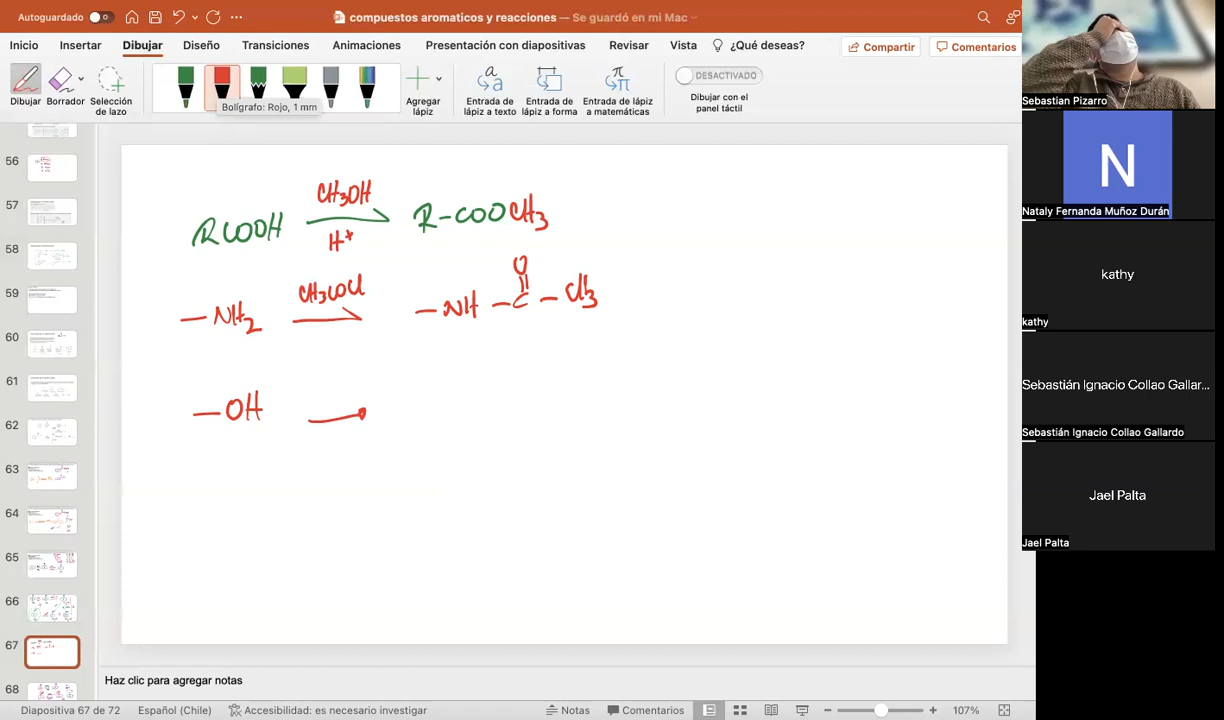 Autoguardado
compuestos aromaticos y reacciones — Se guardó en mi Mac
Inicio Insertar Dibujar Diseño Transiciones Animaciones Presentación con diapositivas Revisar Vista ¿Qué desea? Compartir Comentarios
Dibujar
Borrador
Selección de lazo
Bolígrafo: Rojo, 1 mm
Agregar lápiz
Entrada de lápiz a texto
Entrada de lápiz a forma
Entrada de lápiz a matemáticas
DESACTIVADO
Dibujar con el panel táctil
56
57
58
59
60
61
62
63
64
65
66
67
68
CH3OH
RCOOH R-COOCH3
H+
O
CH3COCl
-NH2 -NH-C-CH3
-OH
Haz clic para agregar notas
Diapositiva 67 de 72 Español (Chile) Accesibilidad: es necesario investigar Notas Comentarios 107%
Sebastian Pizarro
N
Nataly Fernanda Muñoz Durán
kathy
kathy
Sebastián Ignacio Collao Gallar...
Sebastián Ignacio Collao Gallardo
Jael Palta
Jael Palta